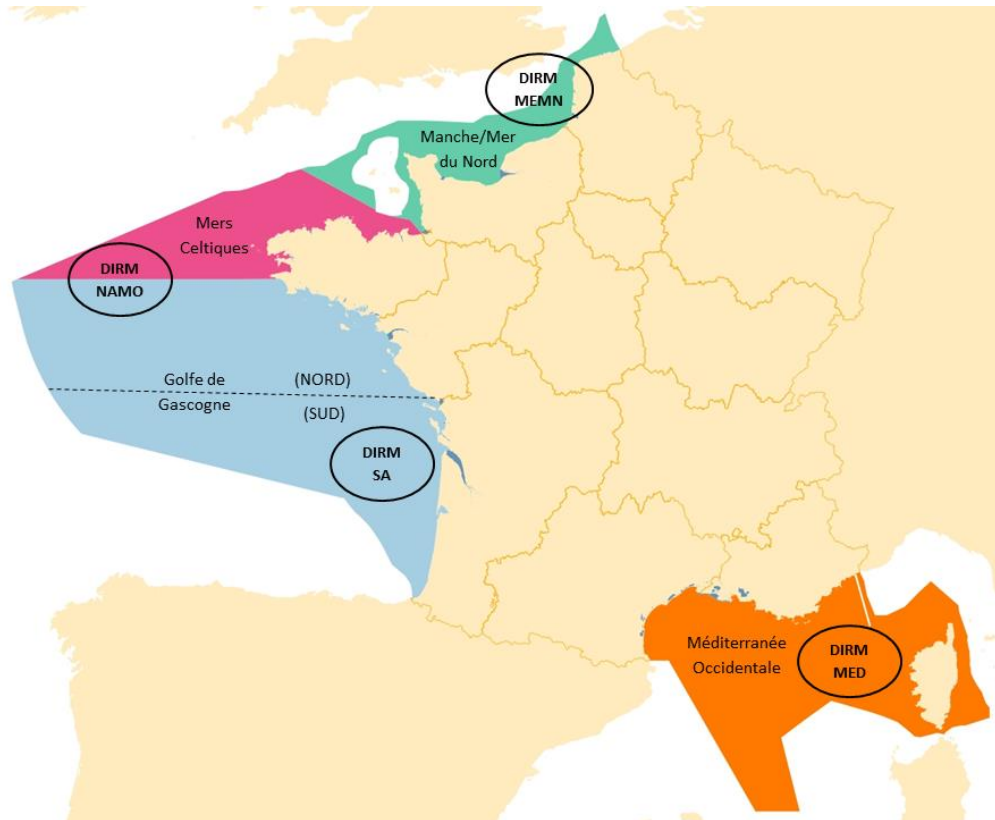 DIRM
MEMN
Manche/Mer
du Nord
Mers
Celtiques
DIRM
NAMO
Golfe de
Gascogne
(NORD)
(SUD)
DIRM
SA
Méditerranée
Occidentale
DIRM
MED